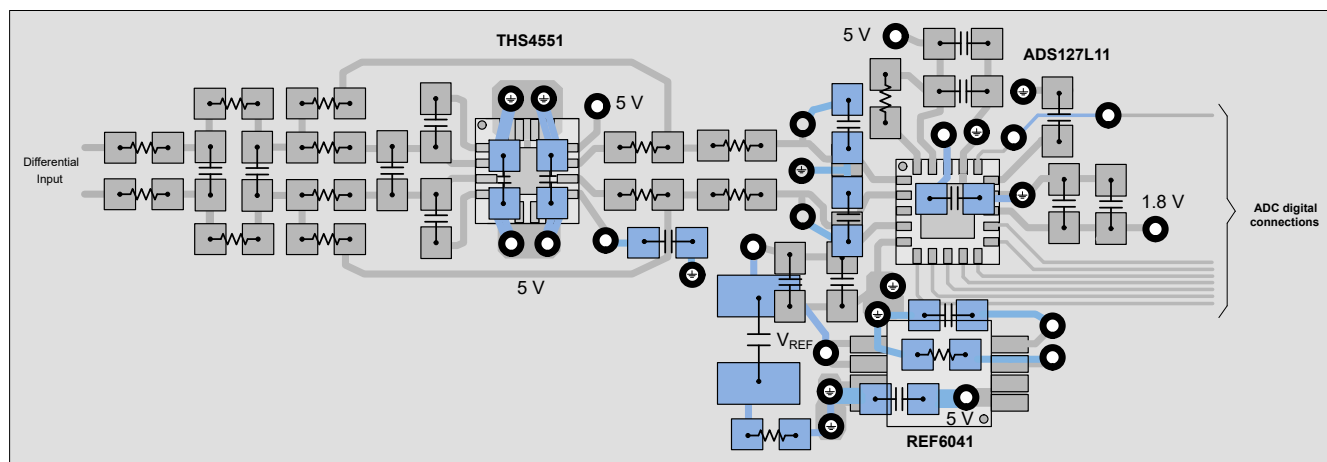 THS4551
5 V
ADS127L11
5 V
Differential
Input
1.8 V
ADC digital
connections
5 V
VREF
5 V
REF6041